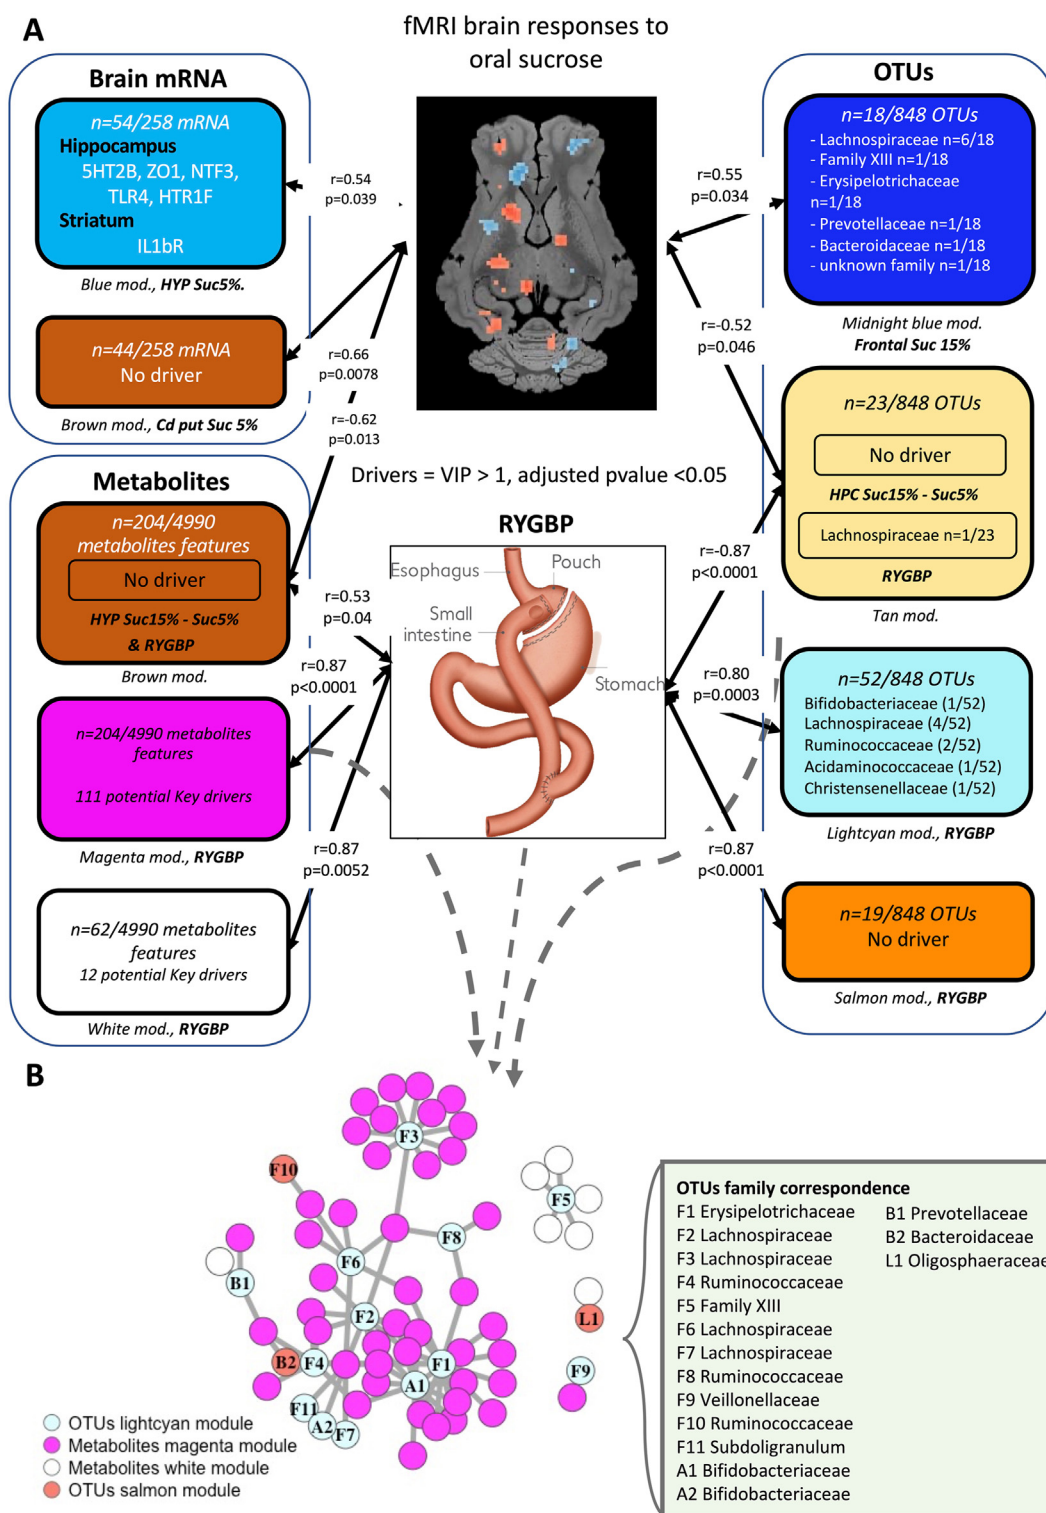 A
fMRI brain responses to
oral sucrose
Brain mRNA
n=54/258 mRNA
Hippocampus
5HT2B, ZO1, NTF3,
TLR4, HTR1F
Striatum
IL1bR
Blue mod., HYP Suc5%.
n=44/258 mRNA
No driver
Brown mod., Cd put Suc 5%
r=0.54
p=0.039
r=0.66
p=0.0078
r=-0.62
p=0.013
r=0.55
p=0.034
r=-0.52
p=0.046
OTUs
n=18/848 OTUs
- Lachnospiraceae n=6/18
- Family XIII n=1/18
- Erysipelotrichaceae
n=1/18
- Prevotellaceae n=1/18
- Bacteroidaceae n=1/18
- unknown family n=1/18
Midnight blue mod.
Frontal Suc 15%
n=23/848 OTUs
No driver
HPC Suc15% - Suc5%
Lachnospiraceae n=1/23
RYGBP
Tan mod.
n=52/848 OTUs
Bifidobacteriaceae (1/52)
Lachnospiraceae (4/52)
Ruminococcaceae (2/52)
Acidaminococcaceae (1/52)
Christensenellaceae (1/52)
Lightcyan mod., RYGBP
n=19/848 OTUs
No driver
Salmon mod., RYGBP
Drivers = VIP > 1, adjusted pvalue <0.05
Metabolites
n=204/4990
metabolites features
No driver
HYP Suc15% - Suc5%
& RYGBP
Brown mod.
n=204/4990 metabolites
features
111 potential Key drivers
Magenta mod., RYGBP
n=62/4990 metabolites
features
12 potential Key drivers
White mod., RYGBP
r=0.53
p=0.04
r=0.87
p<0.0001
r=0.87
p=0.0052
RYGBP
Esophagus
Pouch
Small
intestine
Stomach
r=-0.87
p<0.0001
r=0.80
p=0.0003
r=0.87
p<0.0001
B
F3
F10
F5
F8
F6
B1
F2
L1
B2
F4
F1
F9
A1
F11
A2
F7
OTUs lightcyan module
Metabolites magenta module
Metabolites white module
OTUs salmon module
OTUs family correspondence
F1 Erysipelotrichaceae
F2 Lachnospiraceae
F3 Lachnospiraceae
F4 Ruminococcaceae
F5 Family XIII
F6 Lachnospiraceae
F7 Lachnospiraceae
F8 Ruminococcaceae
F9 Veillonellaceae
F10 Ruminococcaceae
F11 Subdoligranulum
A1 Bifidobacteriaceae
A2 Bifidobacteriaceae
B1 Prevotellaceae
B2 Bacteroidaceae
L1 Oligosphaeraceae